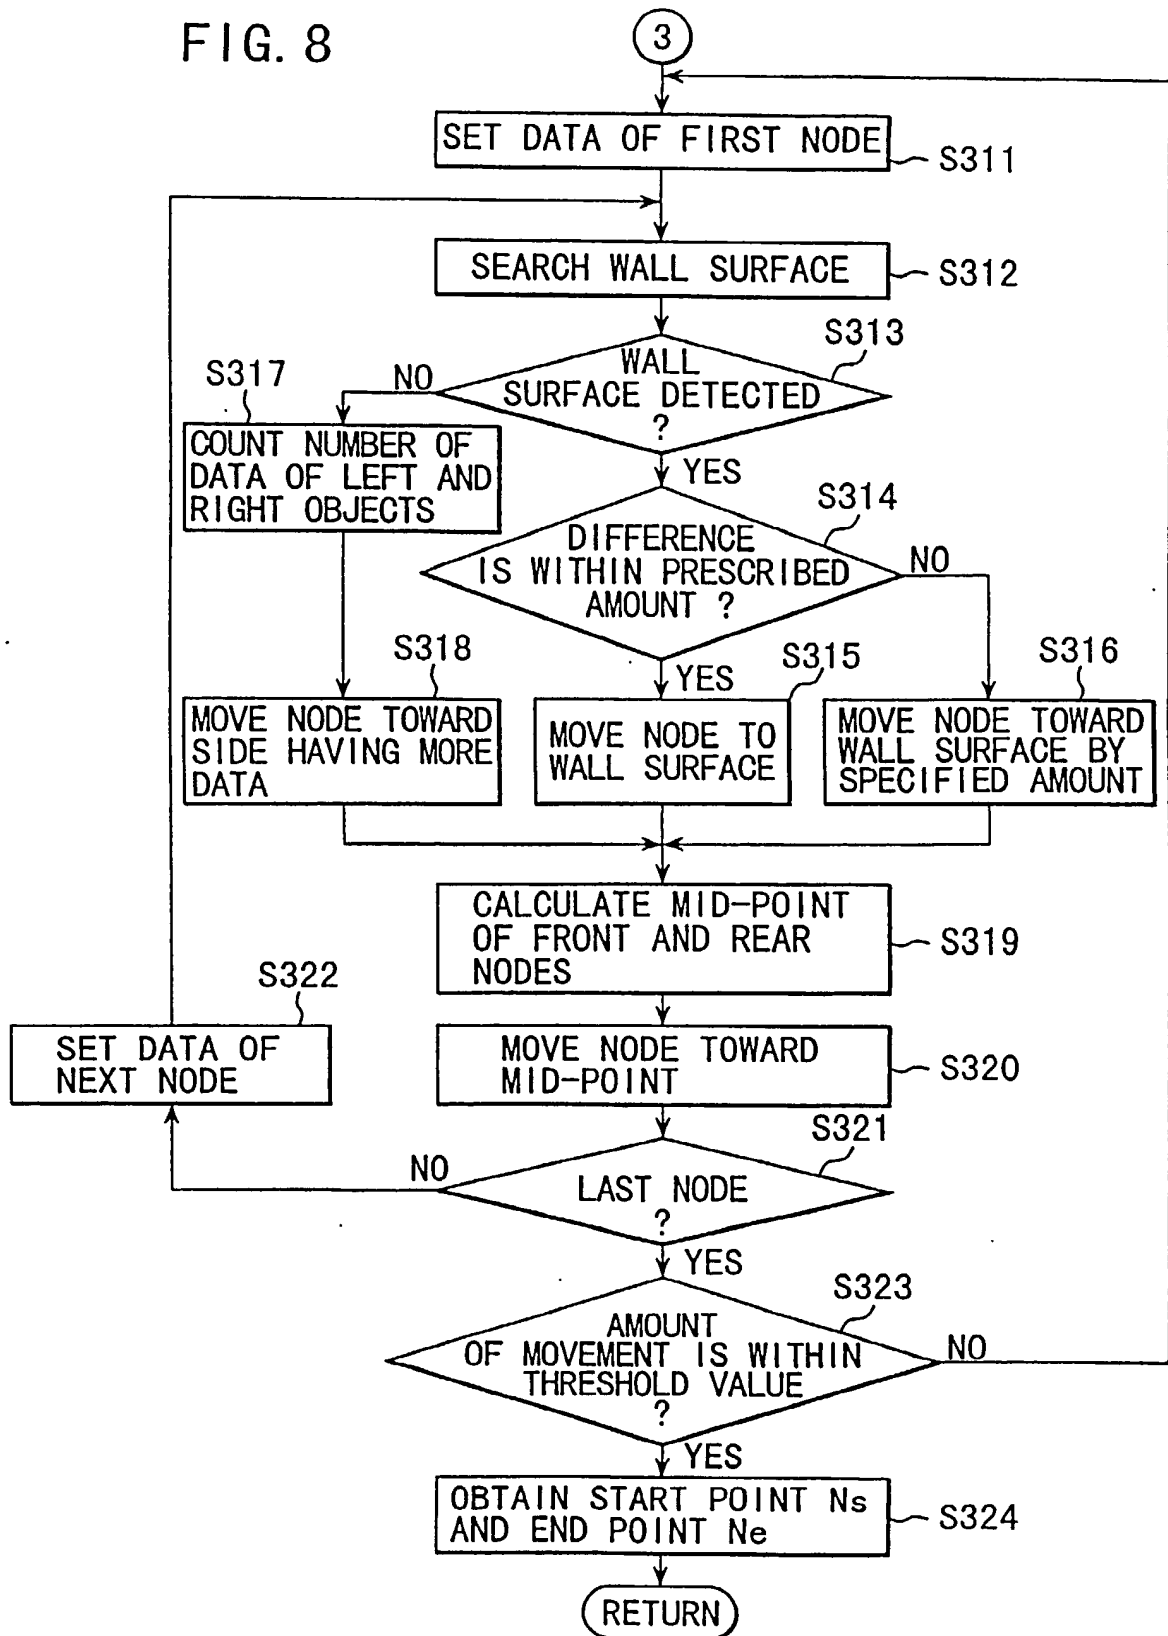 FIG. 8
3
SET DATA OF FIRST NODE
S311
SEARCH WALL SURFACE
S312
S313
WALL
SURFACE DETECTED
?
NO
YES
S317
COUNT NUMBER OF
DATA OF LEFT AND
RIGHT OBJECTS
S314
DIFFERENCE
IS WITHIN PRESCRIBED
AMOUNT ?
NO
YES
S318
MOVE NODE TOWARD
SIDE HAVING MORE
DATA
S315
MOVE NODE TO
WALL SURFACE
S316
MOVE NODE TOWARD
WALL SURFACE BY
SPECIFIED AMOUNT
CALCULATE MID-POINT
OF FRONT AND REAR
NODES
S319
S322
SET DATA OF
NEXT NODE
MOVE NODE TOWARD
MID-POINT
S320
S321
NO
LAST NODE
?
YES
S323
AMOUNT
OF MOVEMENT IS WITHIN
THRESHOLD VALUE
?
NO
YES
OBTAIN START POINT Ns
AND END POINT Ne
S324
RETURN